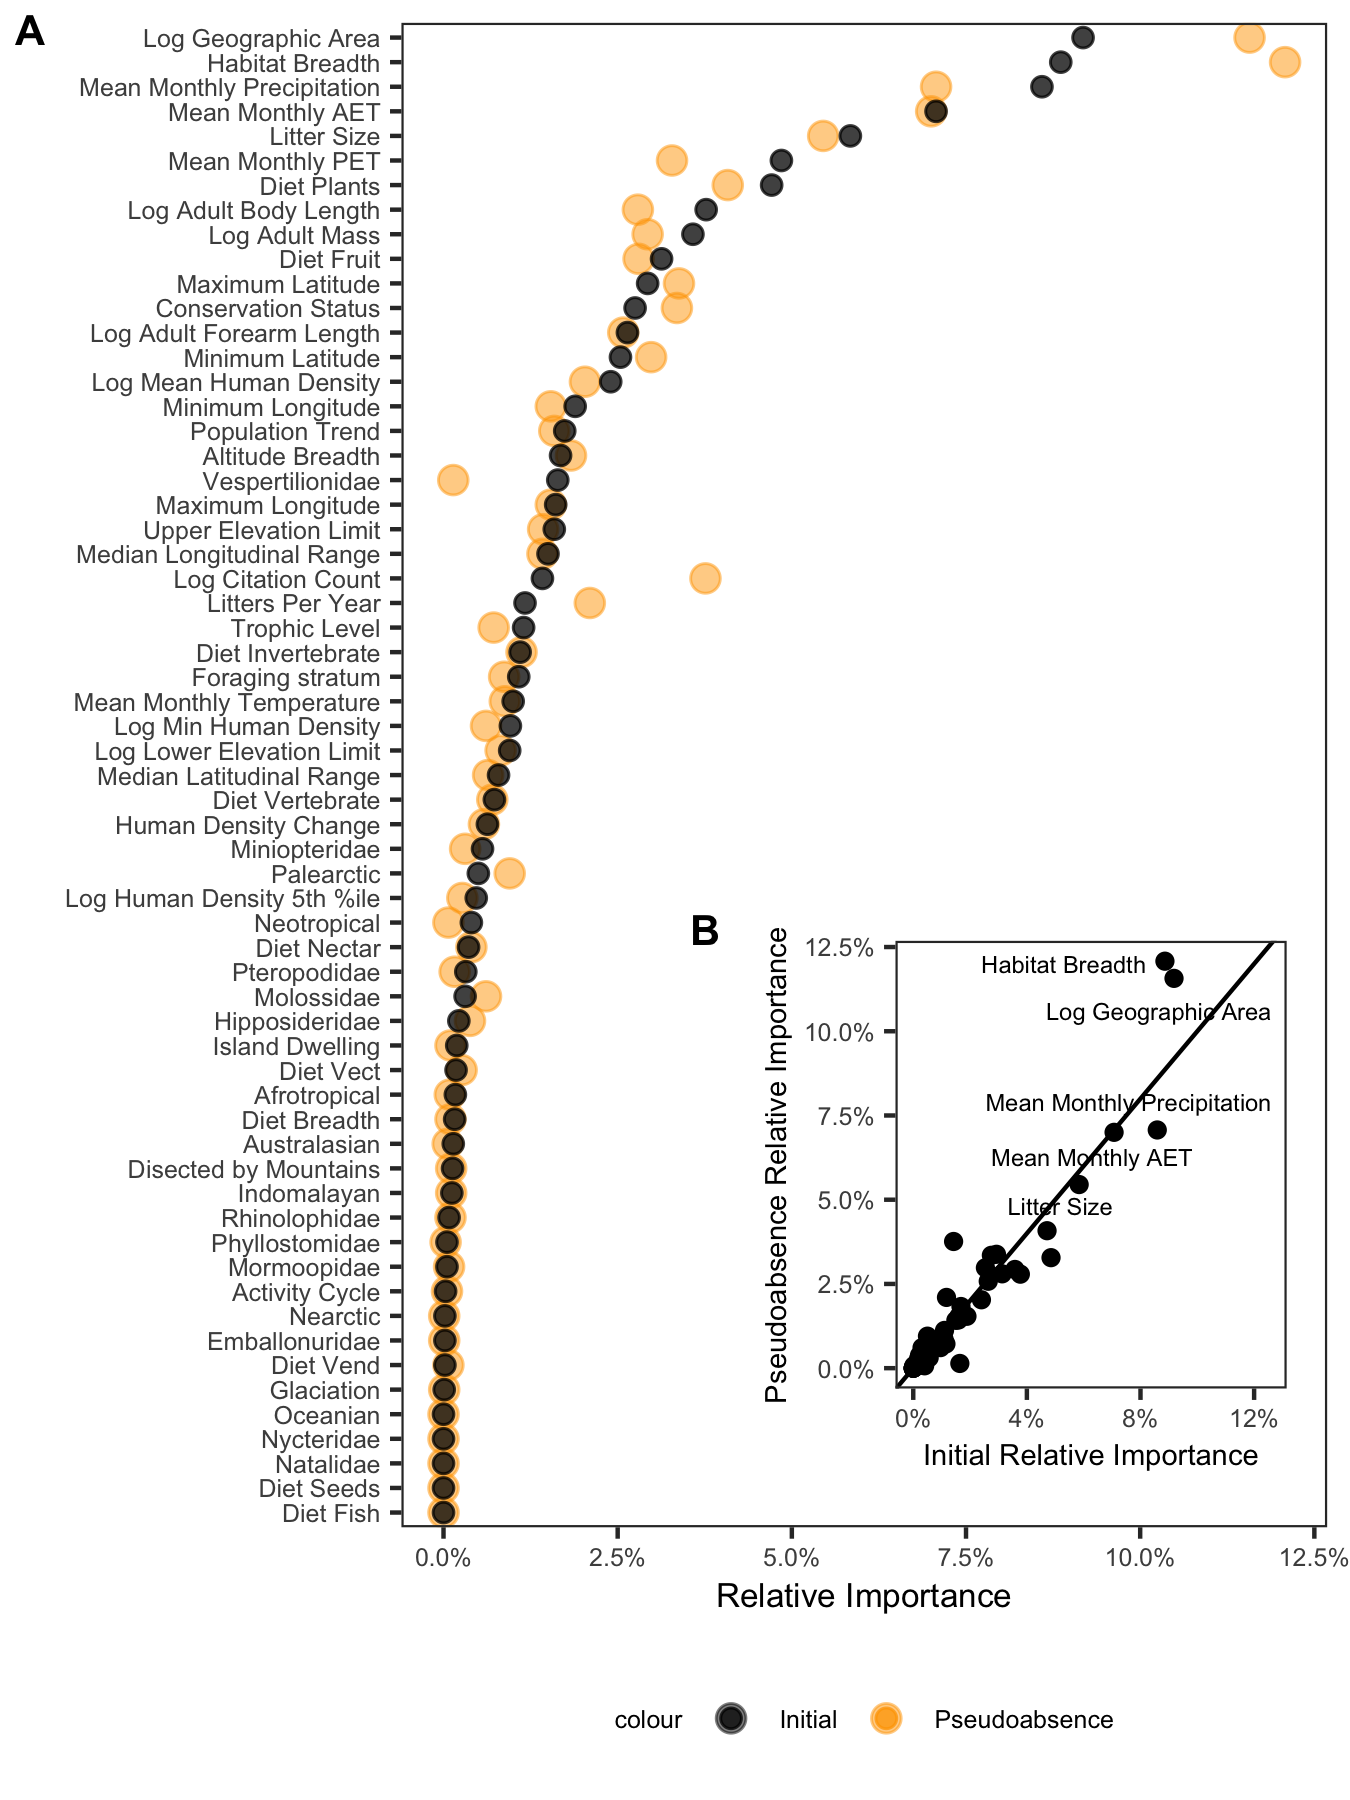 A
Log Geographic Area
Habitat Breadth
Mean Monthly Precipitation
Mean Monthly AET
Litter Size
Mean Monthly PET
Diet Plants
Log Adult Body Length
Log Adult Mass
Diet Fruit
Maximum Latitude
Conservation Status
Log Adult Forearm Length
Minimum Latitude
Log Mean Human Density
Minimum Longitude
Population Trend
Altitude Breadth
Vespertilionidae
Maximum Longitude
Upper Elevation Limit
Median Longitudinal Range
Log Citation Count
Litters Per Year
Trophic Level
Diet Invertebrate
Foraging stratum
Mean Monthly Temperature
Log Min Human Density
Log Lower Elevation Limit
Median Latitudinal Range
Diet Vertebrate
Human Density Change
Miniopteridae
Palearctic
Log Human Density 5th %ile
Neotropical
Diet Nectar
Pteropodidae
Molossidae
Hipposideridae
Island Dwelling
Diet Vect
Afrotropical
Diet Breadth
Australasian
Disected by Mountains
Indomalayan
Rhinolophidae
Phyllostomidae
Mormoopidae
Activity Cycle
Nearctic
Emballonuridae
Diet Vend
Glaciation
Oceanian
Nycteridae
Natalidae
Diet Seeds
Diet Fish
0.0% 2.5% 5.0% 7.5% 10.0% 12.5%
Relative Importance
B
Pseudoabsence Relative Importance
12.5%
10.0%
7.5%
5.0%
2.5%
0.0%
Habitat Breadth
Log Geographic Area
Mean Monthly Precipitation
Mean Monthly AET
Litter Size
0% 4% 8% 12%
Initial Relative Importance
colour Initial Pseudoabsence